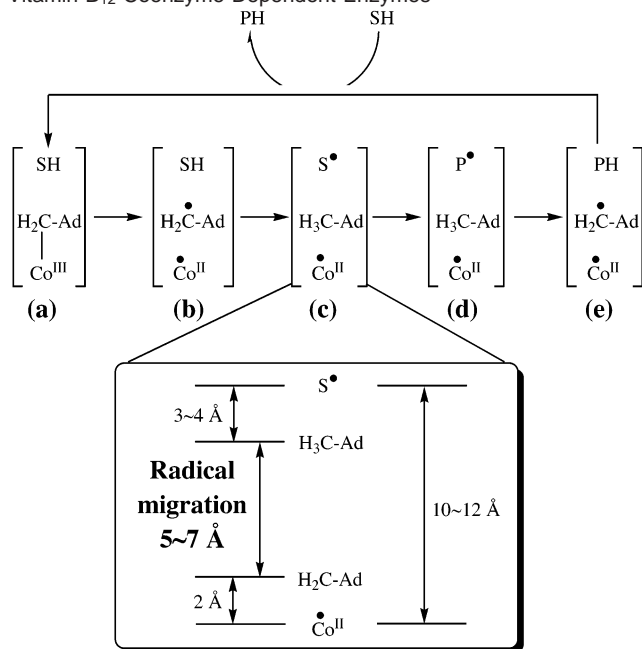 Vitamin B12 Coenzyme-Dependent Enzymes
PH SH
SH SH S• P• PH
H2C-Ad H2C•-Ad H3C-Ad H3C-Ad H2C•-Ad
CoIII •CoII •CoII •CoII •CoII
(a) (b) (c) (d) (e)
S•
3~4 Å
H3C-Ad
Radical
migration
5~7 Å
10~12 Å
H2C-Ad
2 Å
•CoII